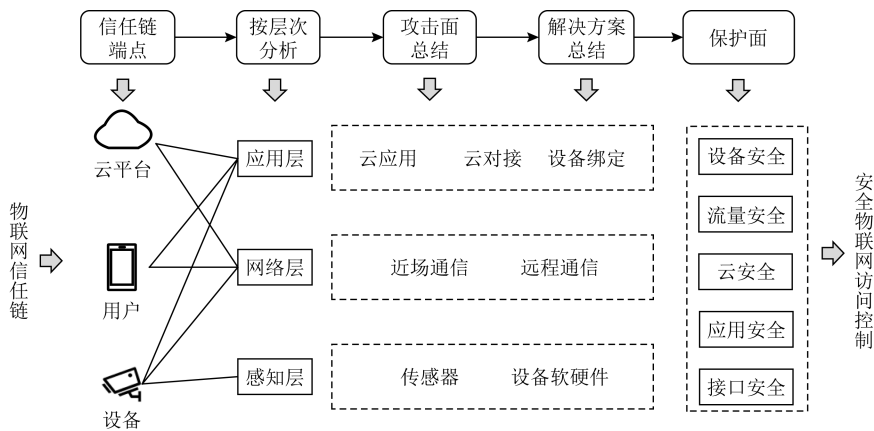 信任链
端点
按层次
分析
攻击面
总结
解决方案
总结
保护面
物联网信任链
云平台
用户
设备
应用层
网络层
感知层
云应用
云对接
设备绑定
近场通信
远程通信
传感器
设备软硬件
设备安全
流量安全
云安全
应用安全
接口安全
安全物联网访问控制